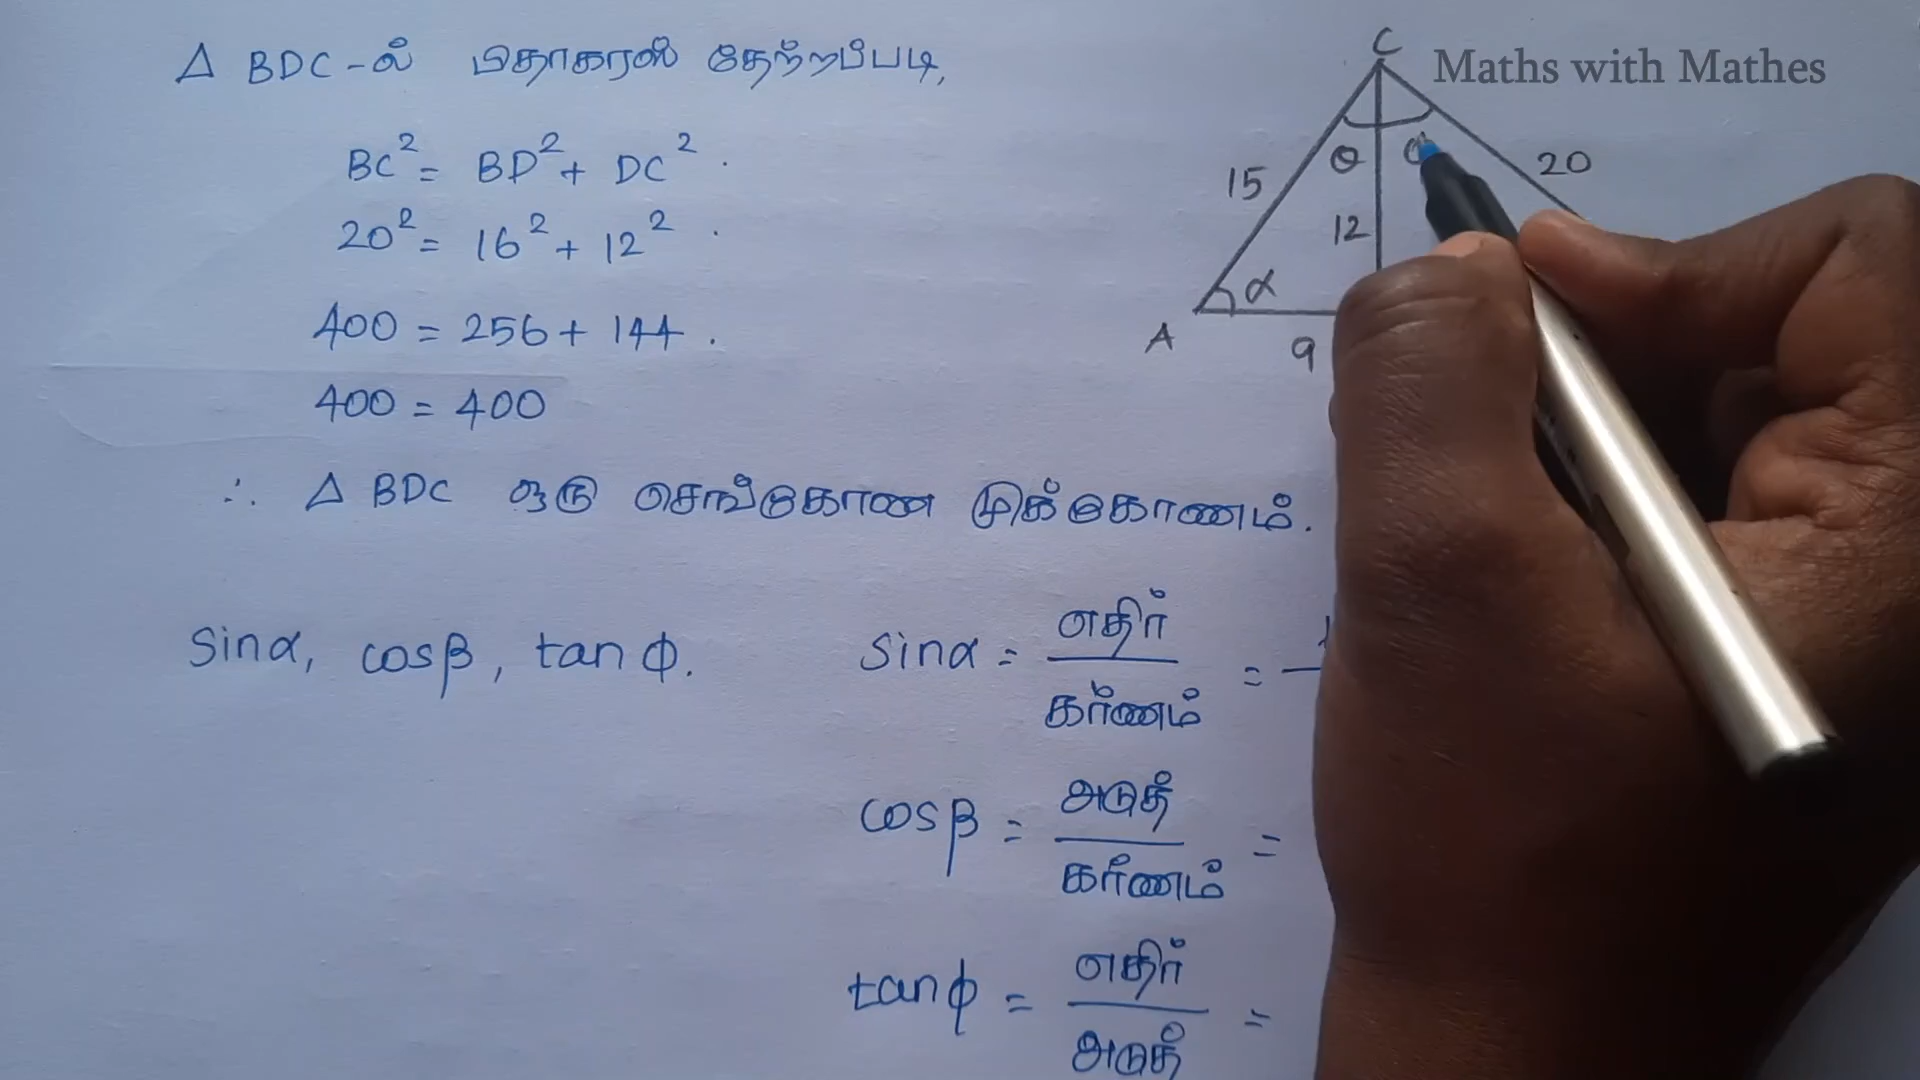 Δ BDC-ல் பிதாகரஸ் தேற்றப்படி,
BC² = BD² + DC².
20² = 16² + 12².
400 = 256 + 144.
400 = 400
∴ Δ BDC ஒரு செங்கோண முக்கோணம்.
sinα, cosβ, tanϕ.
sinα = எதிர் / கர்ணம் =
cosβ = அடுத் / கர்ணம் =
tanϕ = எதிர் / அடுத் =
Maths with Mathes
C
θ
15
20
12
α
A
9